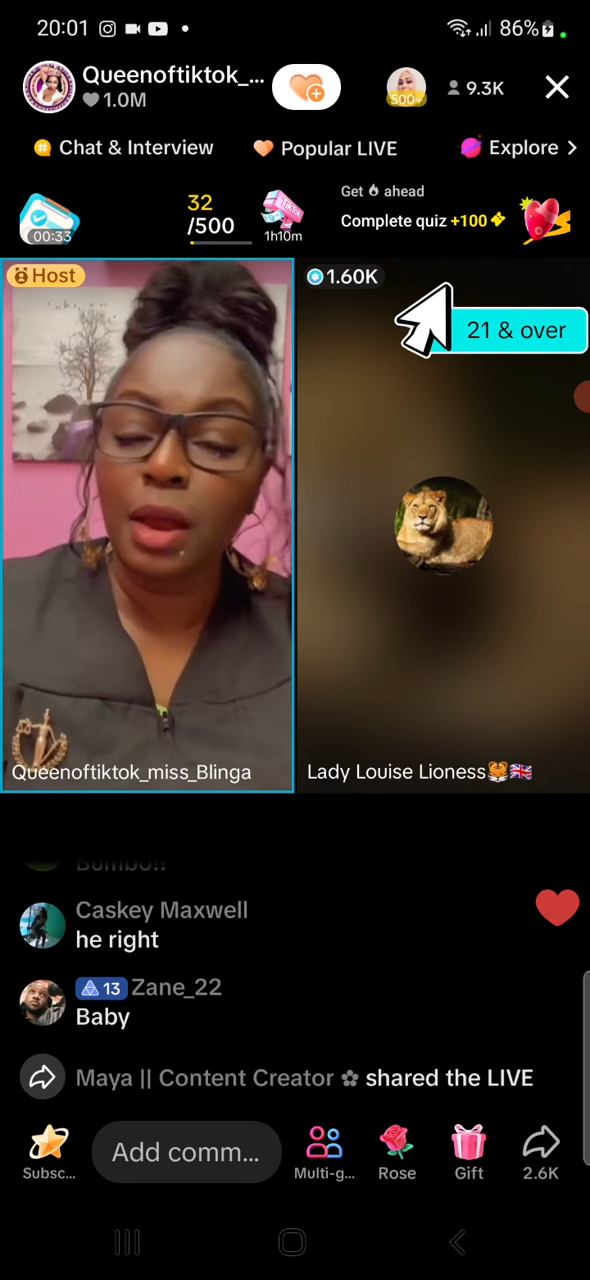 20:01
86%
Queenoftiktok_...
1.0M
500+
9.3K
Chat & Interview
Popular LIVE
Explore
00:33
32
/500
TIKTOK
1h10m
Get ahead
Complete quiz +100
Host
1.60K
21 & over
Queenoftiktok_miss_Blinga
Lady Louise Lioness
Bumbo!!
Caskey Maxwell
he right
13 Zane_22
Baby
Maya || Content Creator ✿ shared the LIVE
Subsc...
Add comm...
Multi-g...
Rose
Gift
2.6K